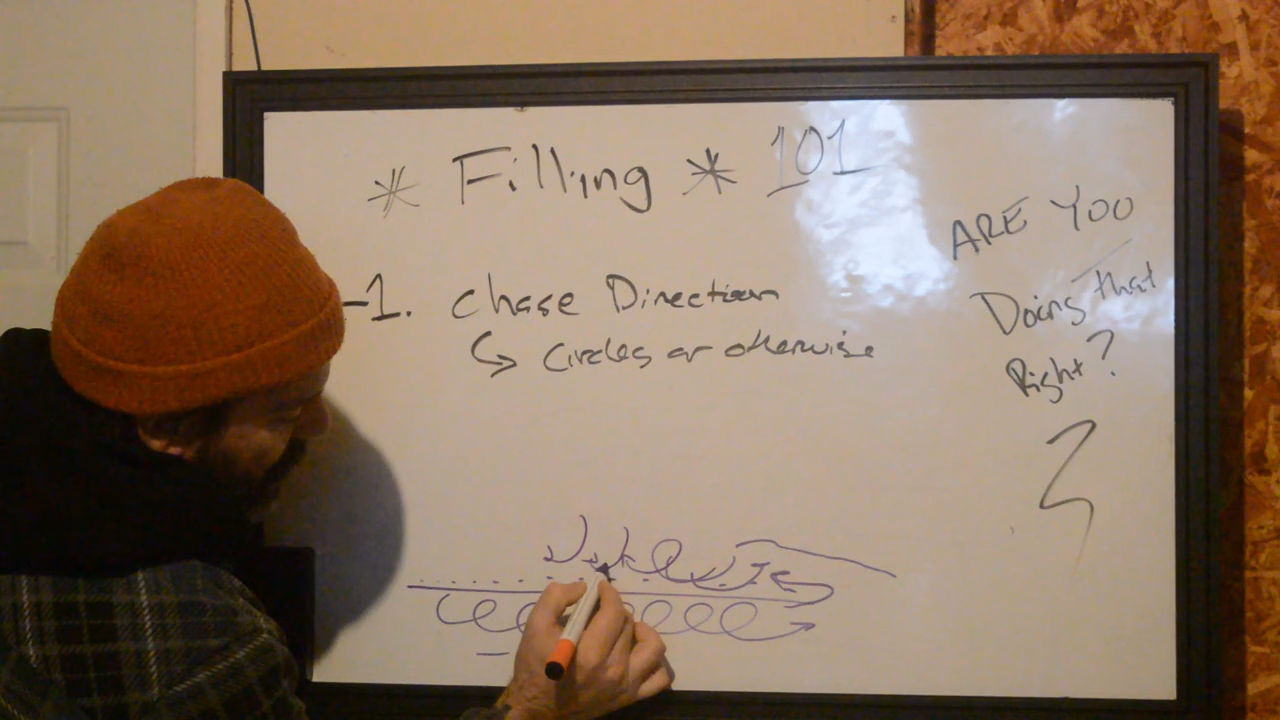 * Filling * 101
-1. Chase Direction
↳ Circles or otherwise
ARE YOU
Doing that
Right?